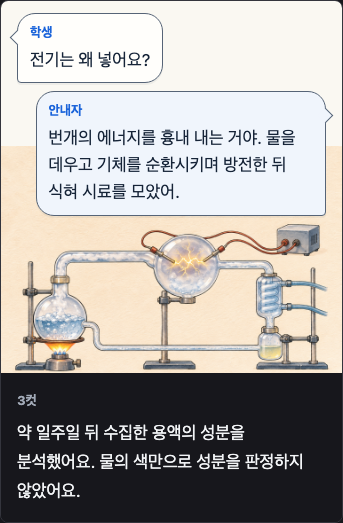 학생
전기는 왜 넣어요?
안내자
번개의 에너지를 흉내 내는 거야. 물을
데우고 기체를 순환시키며 방전한 뒤
식혀 시료를 모았어.
3컷
약 일주일 뒤 수집한 용액의 성분을
분석했어요. 물의 색만으로 성분을 판정하지
않았어요.